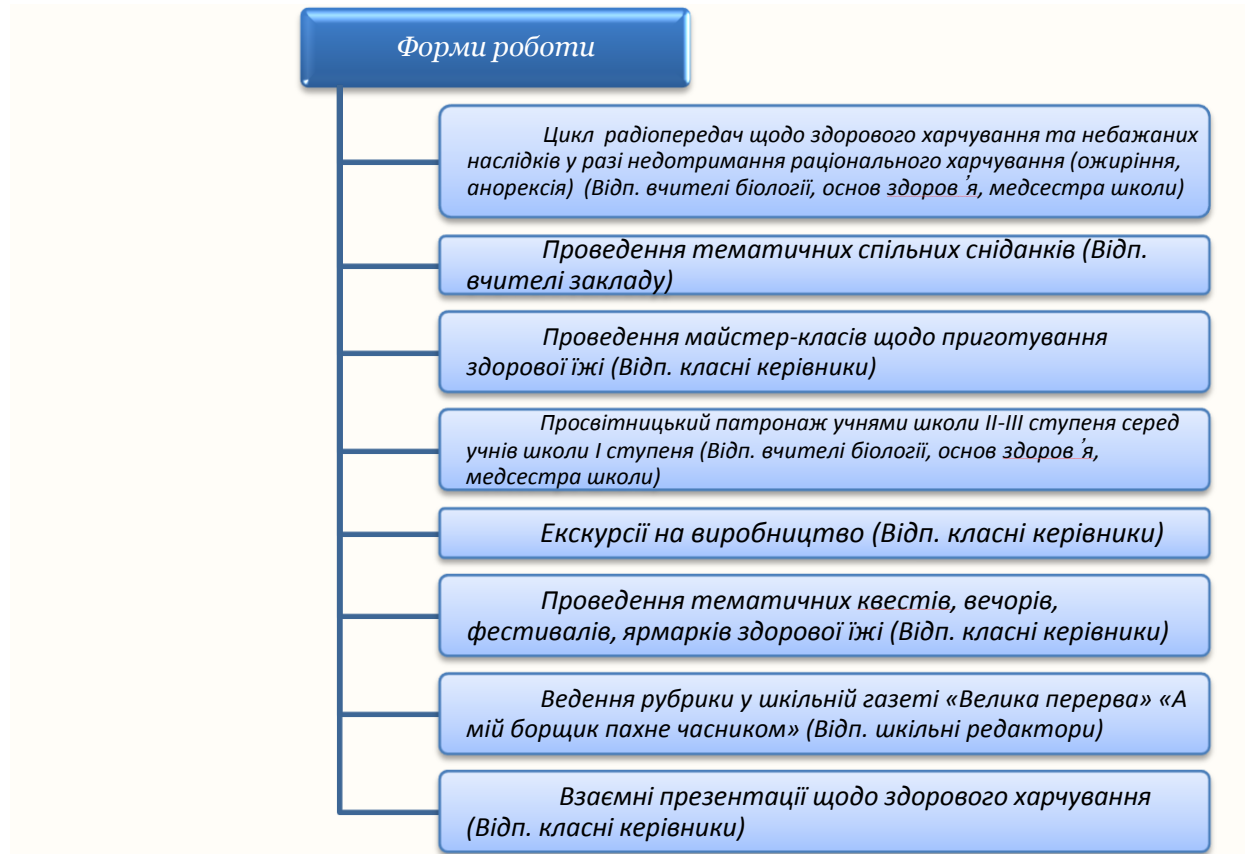 Форми роботи
Цикл радіопередач щодо здорового харчування та небажаних
наслідків у разі недотримання раціонального харчування (ожиріння,
анорексія) (Відп. вчителі біології, основ здоров ʼя, медсестра школи)
Проведення тематичних спільних сніданків (Відп.
вчителі закладу)
Проведення майстер-класів щодо приготування
здорової їжі (Відп. класні керівники)
Просвітницький патронаж учнями школи ІІ-ІІІ ступеня серед
учнів школи І ступеня (Відп. вчителі біології, основ здоров ʼя,
медсестра школи)
Екскурсії на виробництво (Відп. класні керівники)
Проведення тематичних квестів, вечорів,
фестивалів, ярмарків здорової їжі (Відп. класні керівники)
Ведення рубрики у шкільній газеті «Велика перерва» «А
мій борщик пахне часником» (Відп. шкільні редактори)
Взаємні презентації щодо здорового харчування
(Відп. класні керівники)